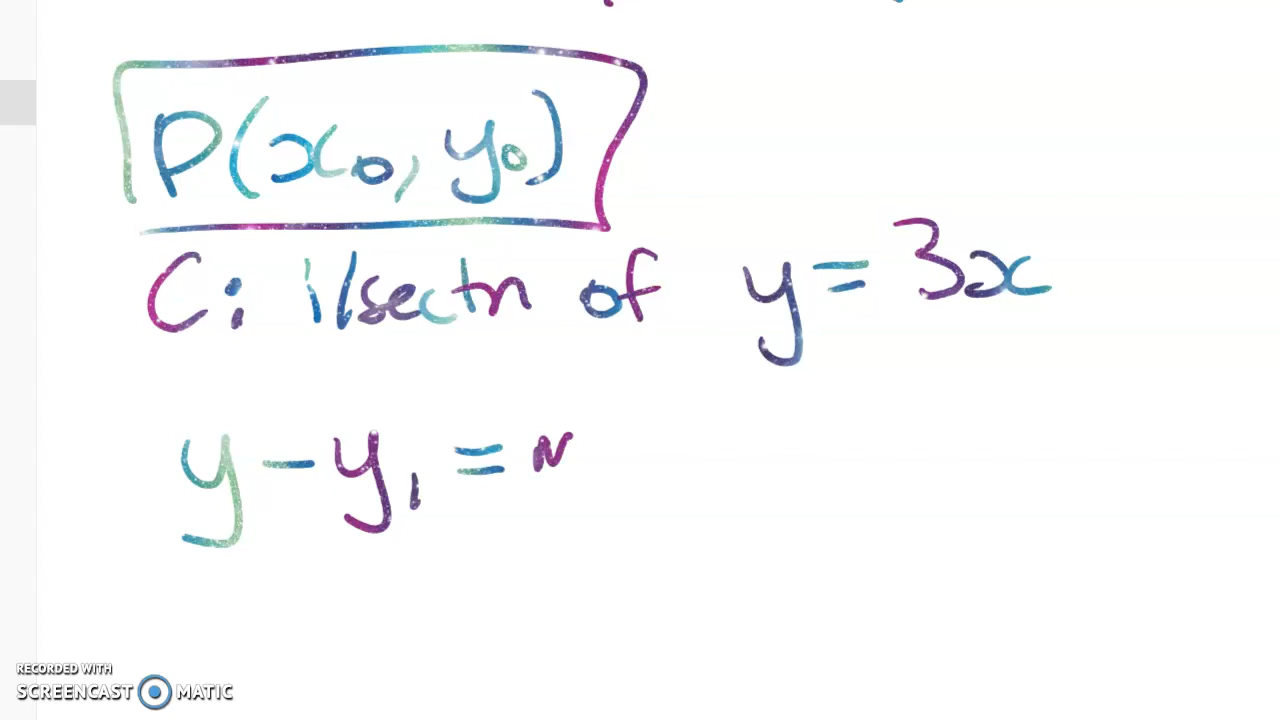 P(x₀, y₀)
C: i/sectn of y = 3x
y - y₁ =
RECORDED WITH
SCREENCAST MATIC